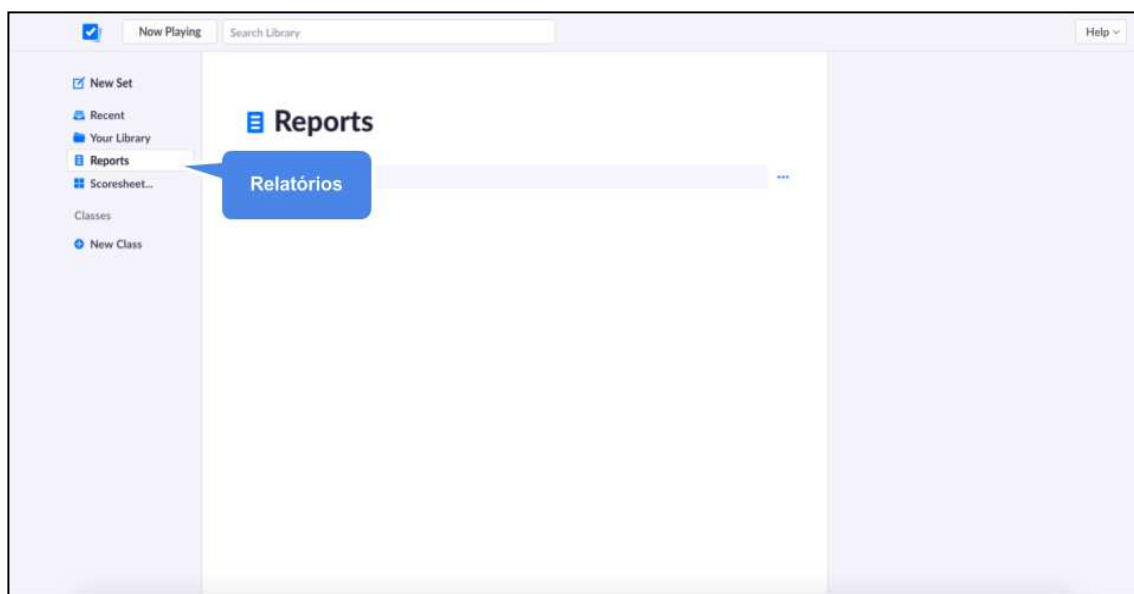 Now Playing
Search Library
Help
New Set
Recent
Your Library
Reports
Scoresheet...
Classes
New Class
Reports
Relatórios
...